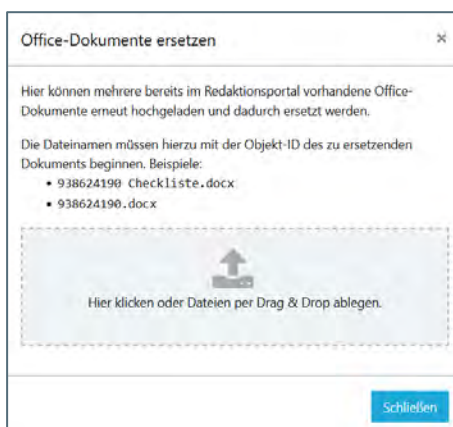 Office-Dokumente ersetzen ×
Hier können mehrere bereits im Redaktionsportal vorhandene Office-
Dokumente erneut hochgeladen und dadurch ersetzt werden.
Die Dateinamen müssen hierzu mit der Objekt-ID des zu ersetzenden
Dokuments beginnen. Beispiele:
• 938624190 Checkliste.docx
• 938624190.docx
Hier klicken oder Dateien per Drag & Drop ablegen.
Schließen